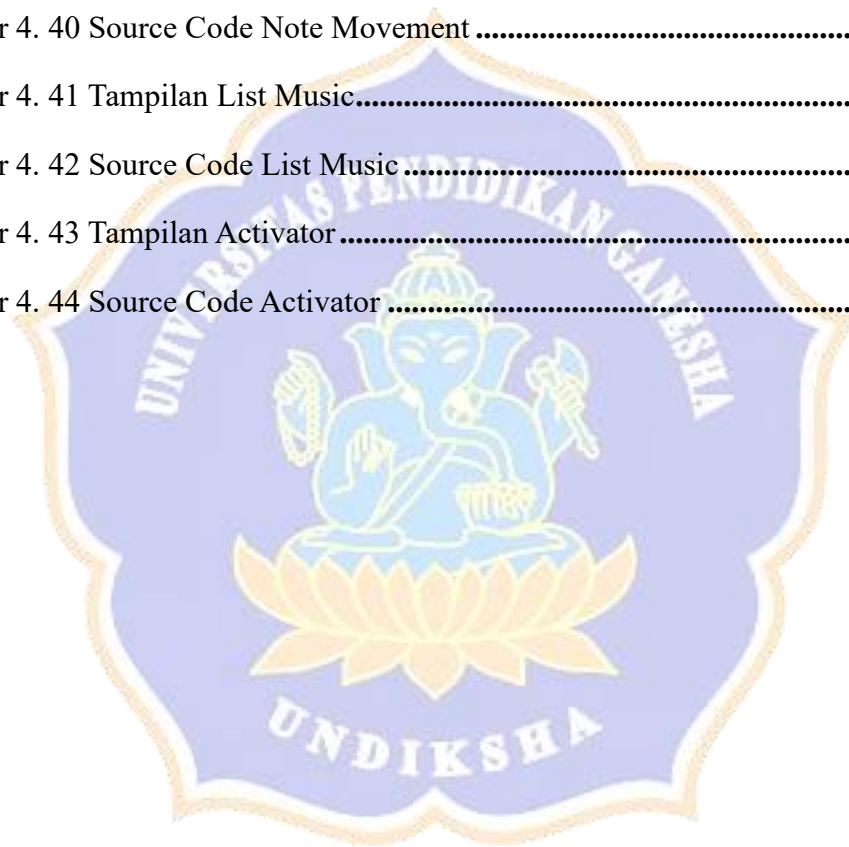 r 4. 40 Source Code Note Movement ................................................
r 4. 41 Tampilan List Music...............................................................
r 4. 42 Source Code List Music .........................................................
r 4. 43 Tampilan Activator.................................................................
r 4. 44 Source Code Activator ...........................................................
UNIVERSITAS PENDIDIKAN GANESHA
UNDIKSHA